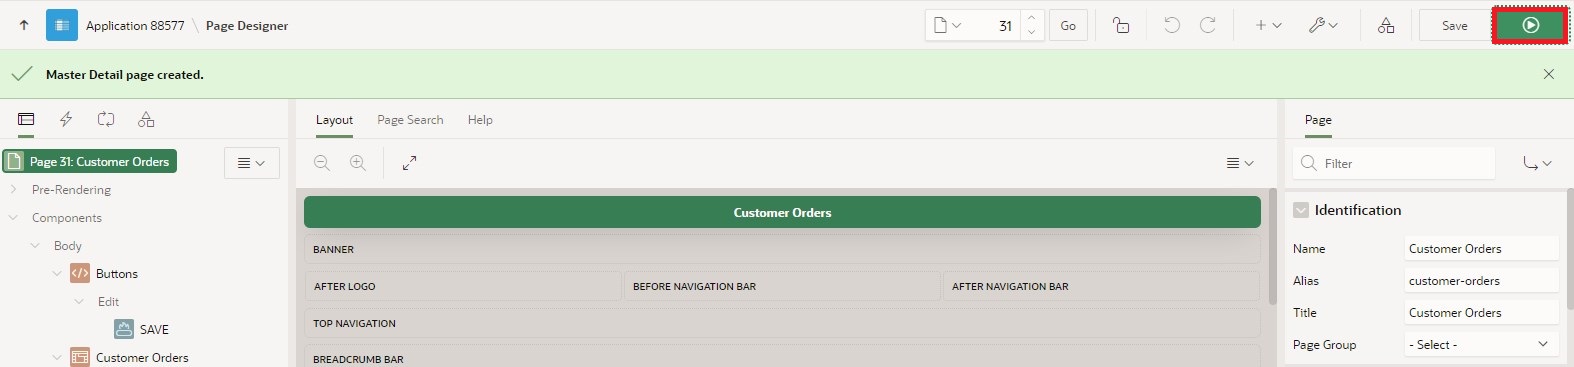 Application 88577 \ Page Designer
31
Go
Save
Master Detail page created.
Layout
Page Search
Help
Page
Page 31: Customer Orders
Filter
Pre-Rendering
Components
Body
Buttons
Edit
SAVE
Customer Orders
Customer Orders
BANNER
AFTER LOGO
BEFORE NAVIGATION BAR
AFTER NAVIGATION BAR
TOP NAVIGATION
BREADCRUMB BAR
Identification
Name Customer Orders
Alias customer-orders
Title Customer Orders
Page Group - Select -